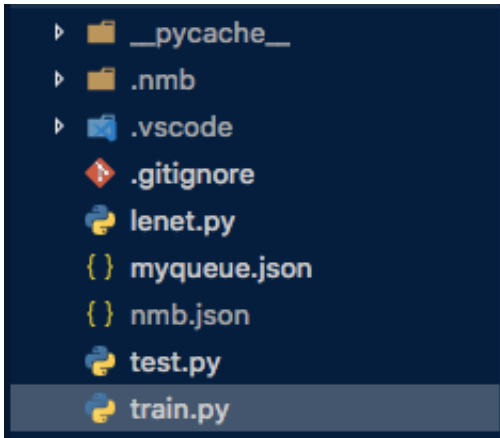 __pycache__
.nmb
.vscode
.gitignore
lenet.py
{ } myqueue.json
{ } nmb.json
test.py
train.py